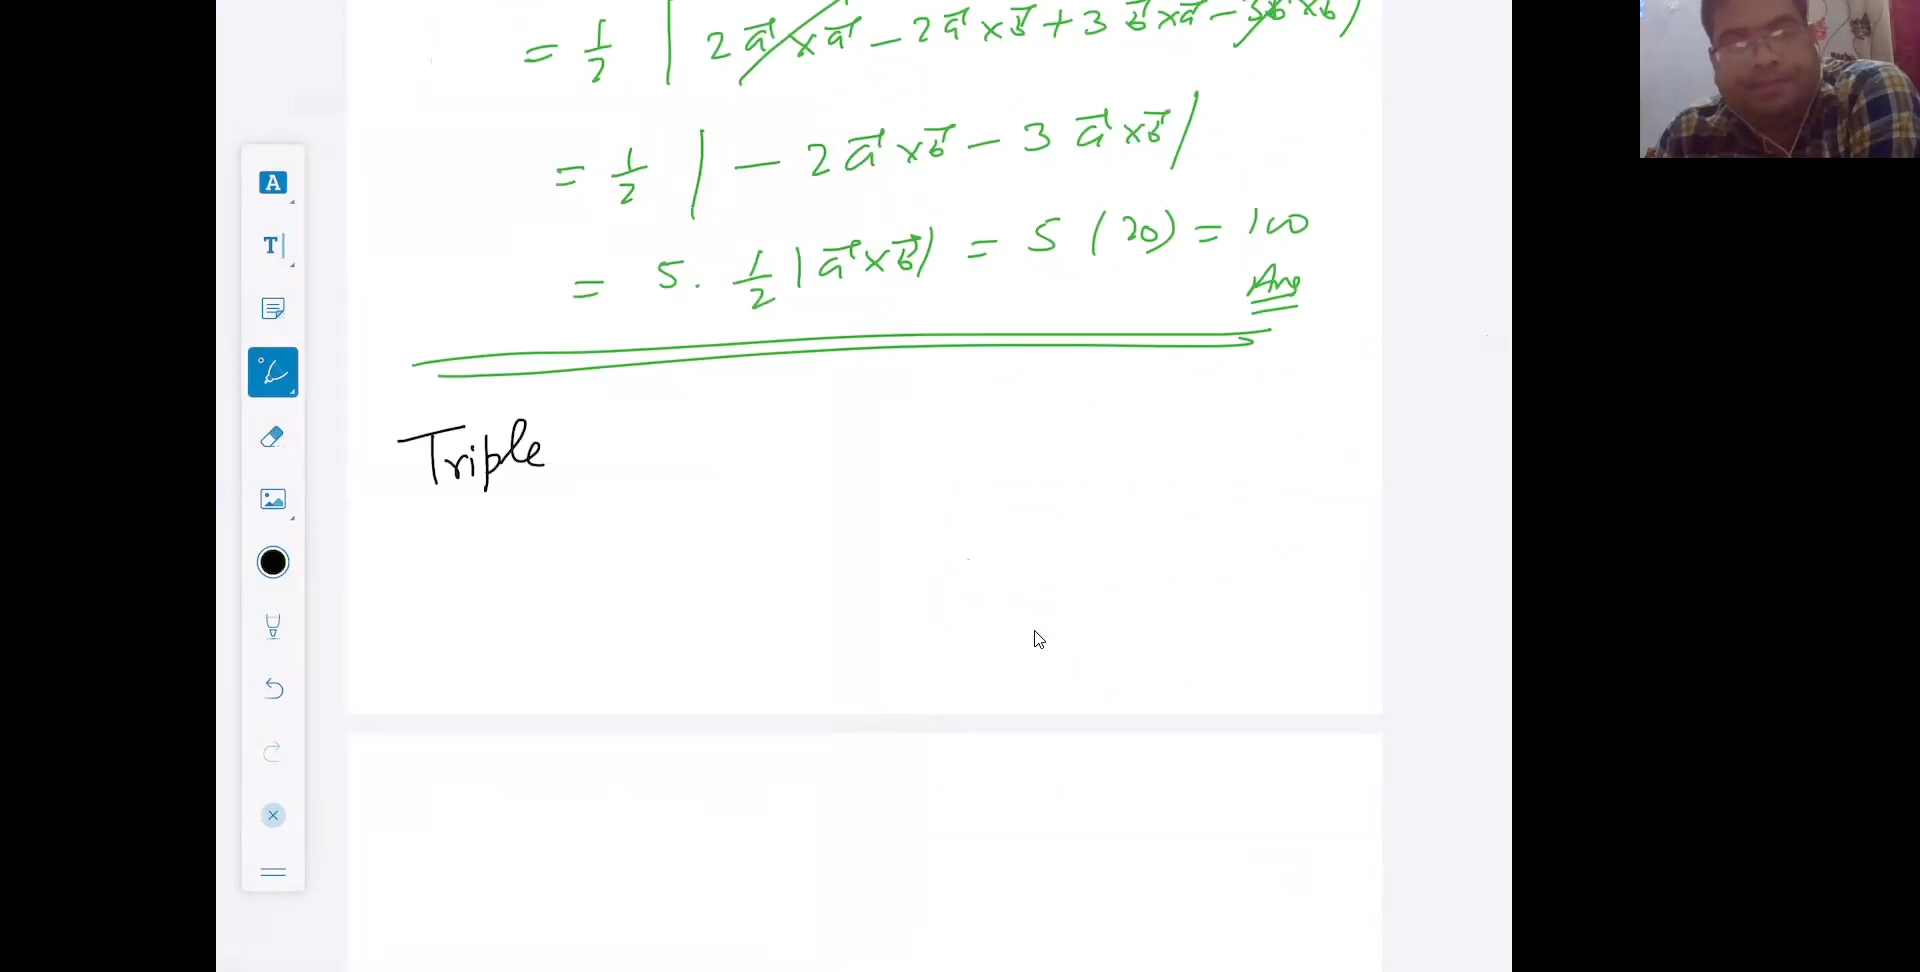 = 1/2 | 2 a⃗ × a⃗ − 2 a⃗ × b⃗ + 3 b⃗ × a⃗ − 3 b⃗ × b⃗ |
= 1/2 | − 2 a⃗ × b⃗ − 3 a⃗ × b⃗ |
= 5 · 1/2 | a⃗ × b⃗ | = 5 (20) = 100
Ans
A
T
Triple